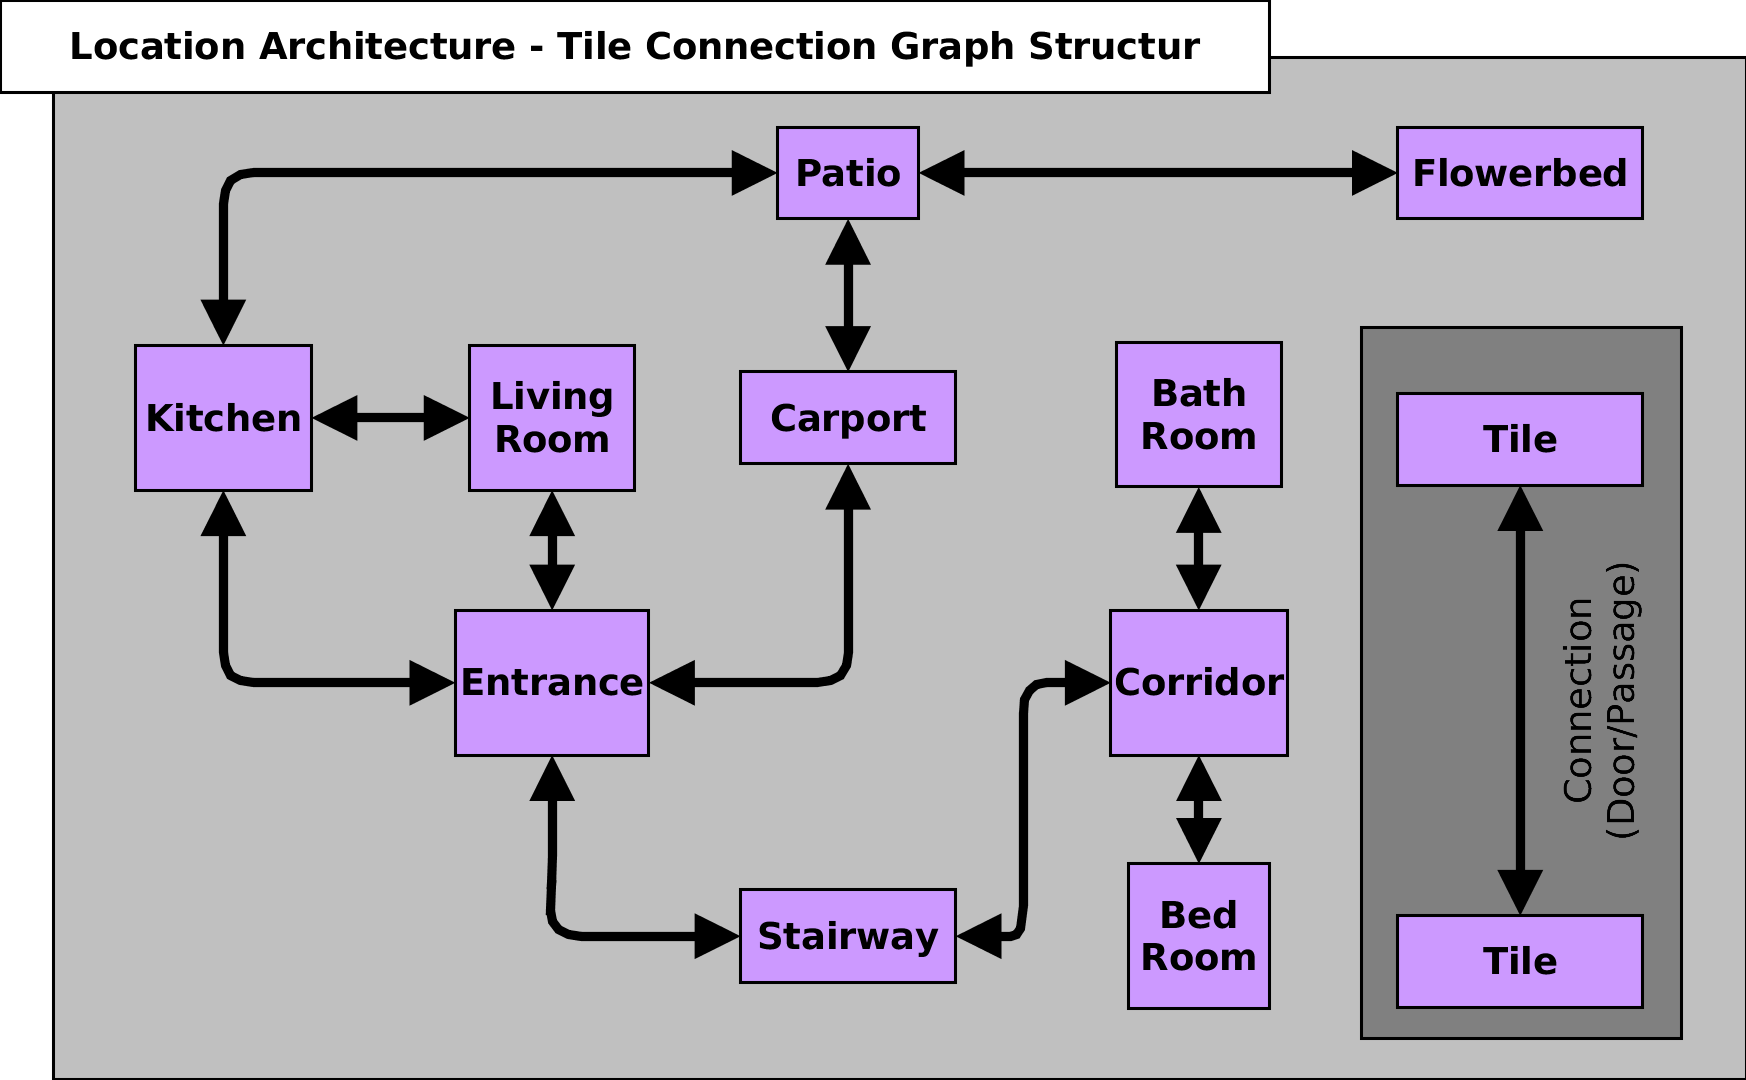 Location Architecture - Tile Connection Graph Structur
Patio
Flowerbed
Kitchen
Living
Room
Carport
Bath
Room
Tile
Entrance
Corridor
Connection
(Door/Passage)
Stairway
Bed
Room
Tile